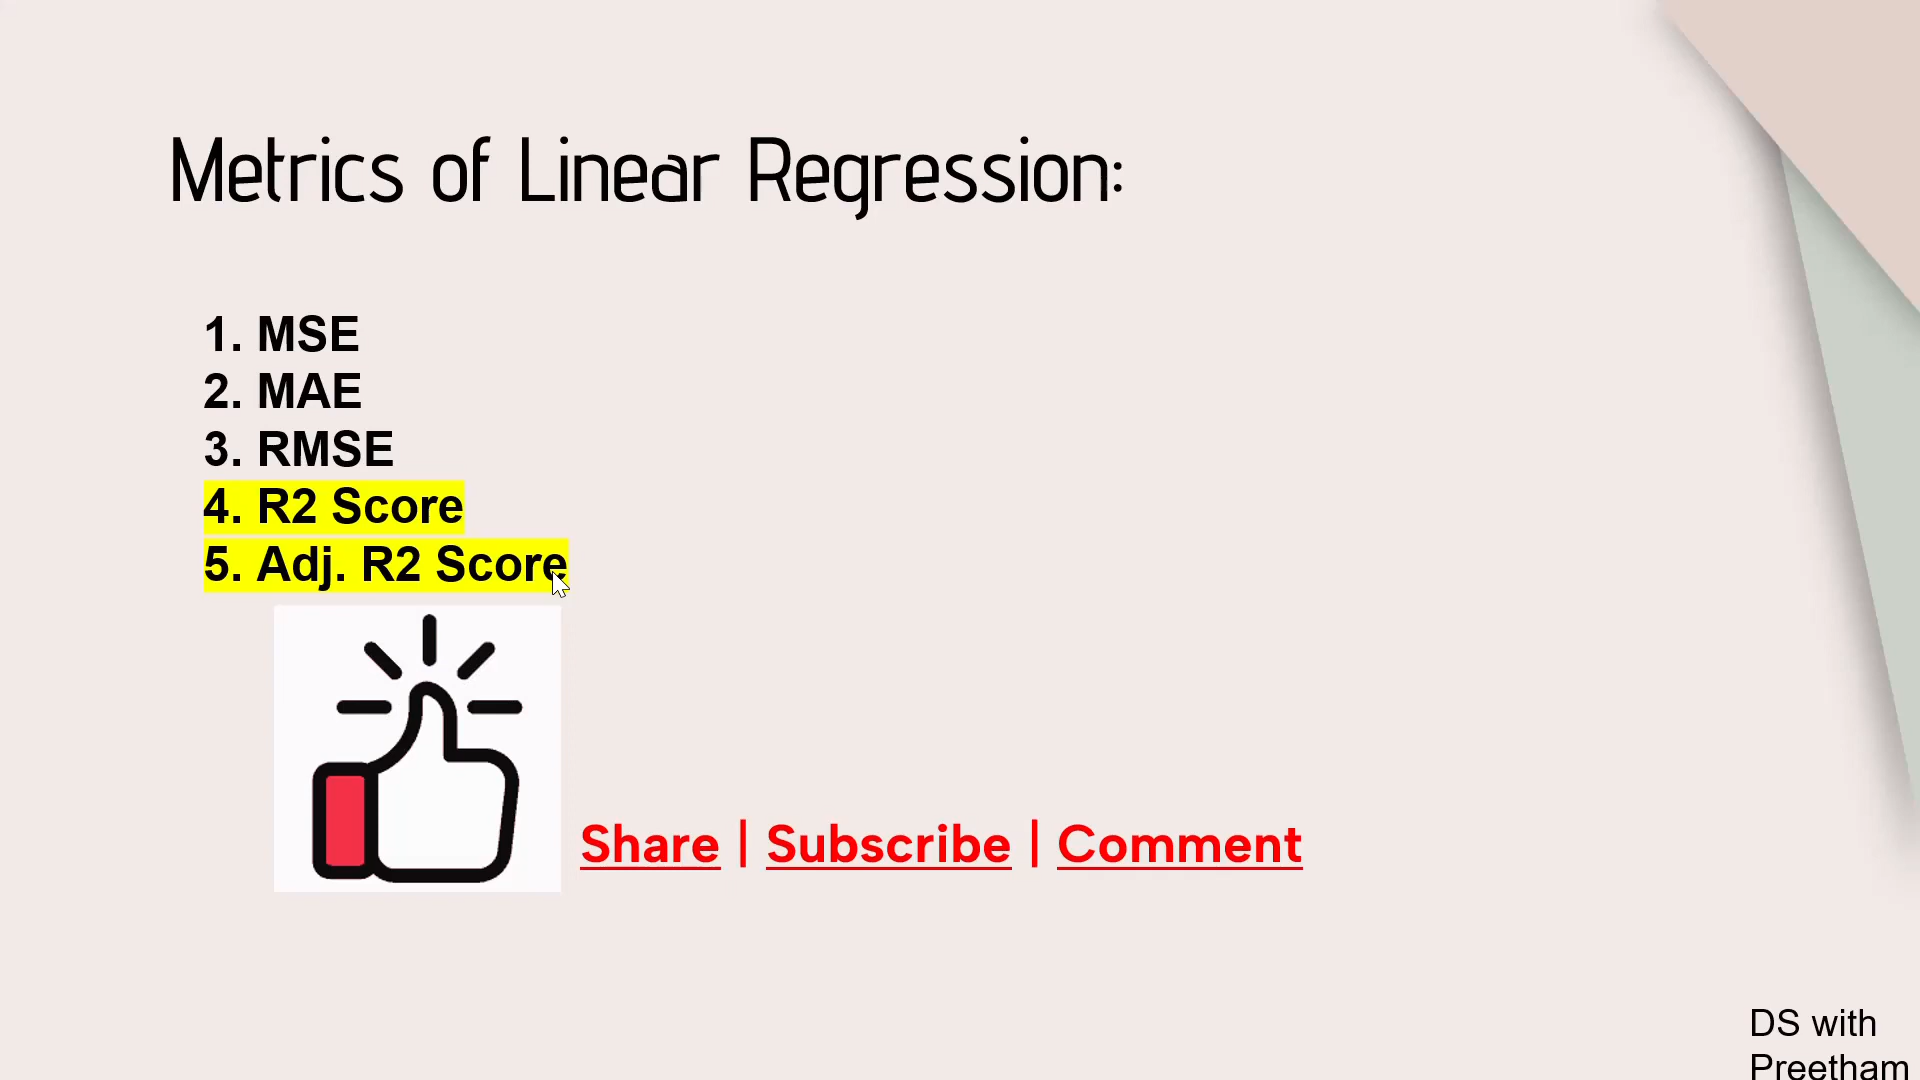 Metrics of Linear Regression:
1. MSE
2. MAE
3. RMSE
4. R2 Score
5. Adj. R2 Score
Share | Subscribe | Comment
DS with
Preetham